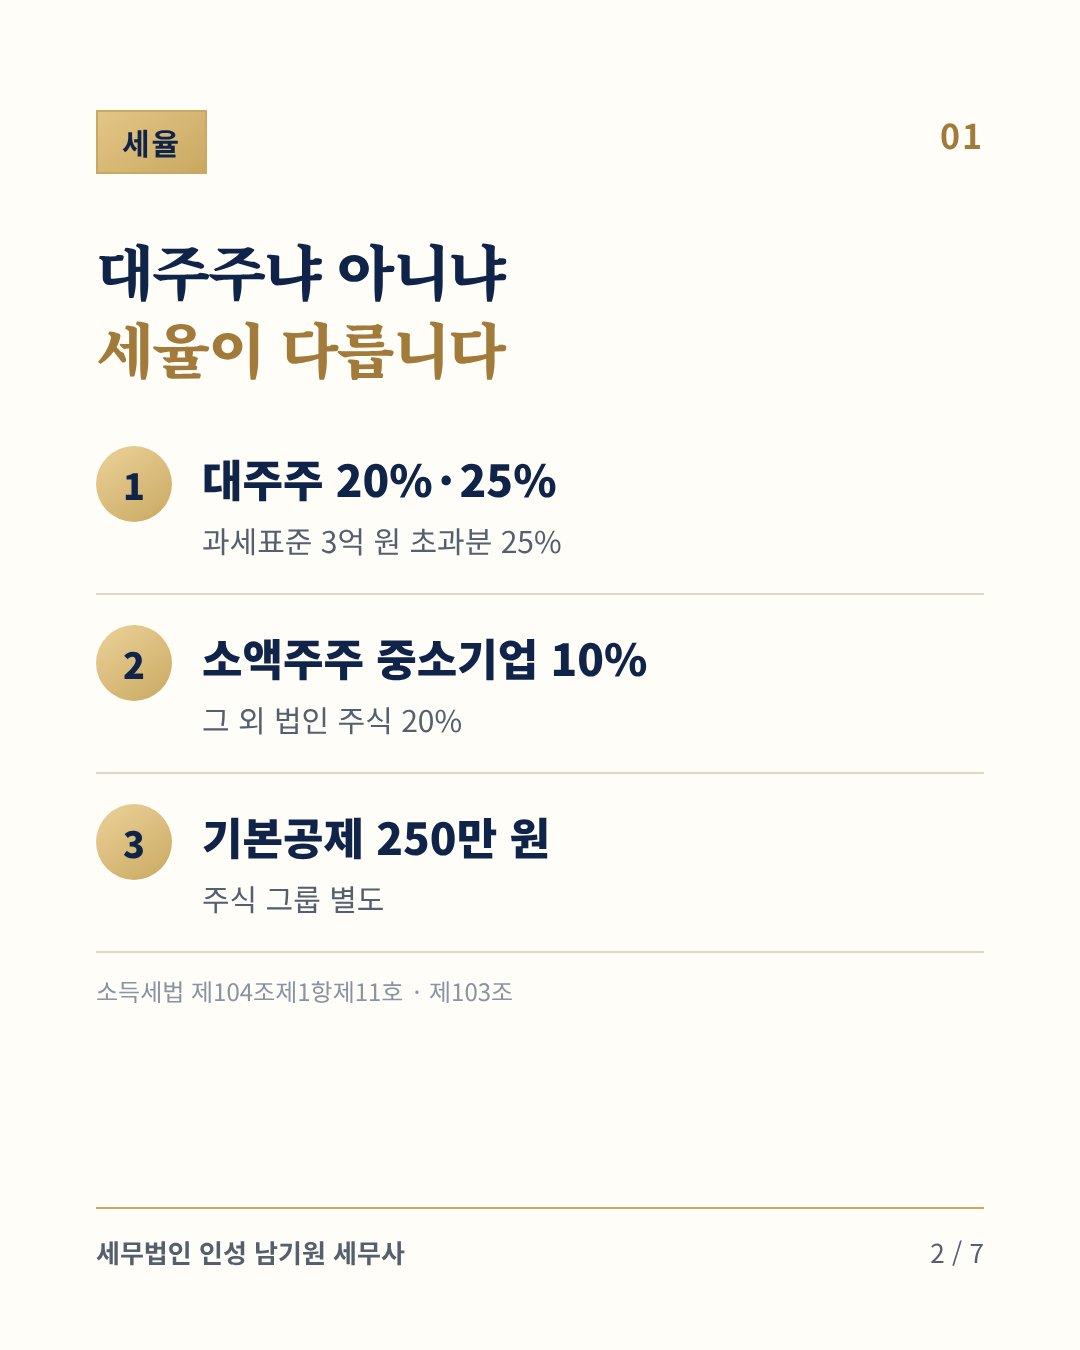 세율
01
대주주냐 아니냐
세율이 다릅니다
1
대주주 20%·25%
과세표준 3억 원 초과분 25%
2
소액주주 중소기업 10%
그 외 법인 주식 20%
3
기본공제 250만 원
주식 그룹 별도
소득세법 제104조제1항제11호 · 제103조
세무법인 인성 남기원 세무사
2 / 7